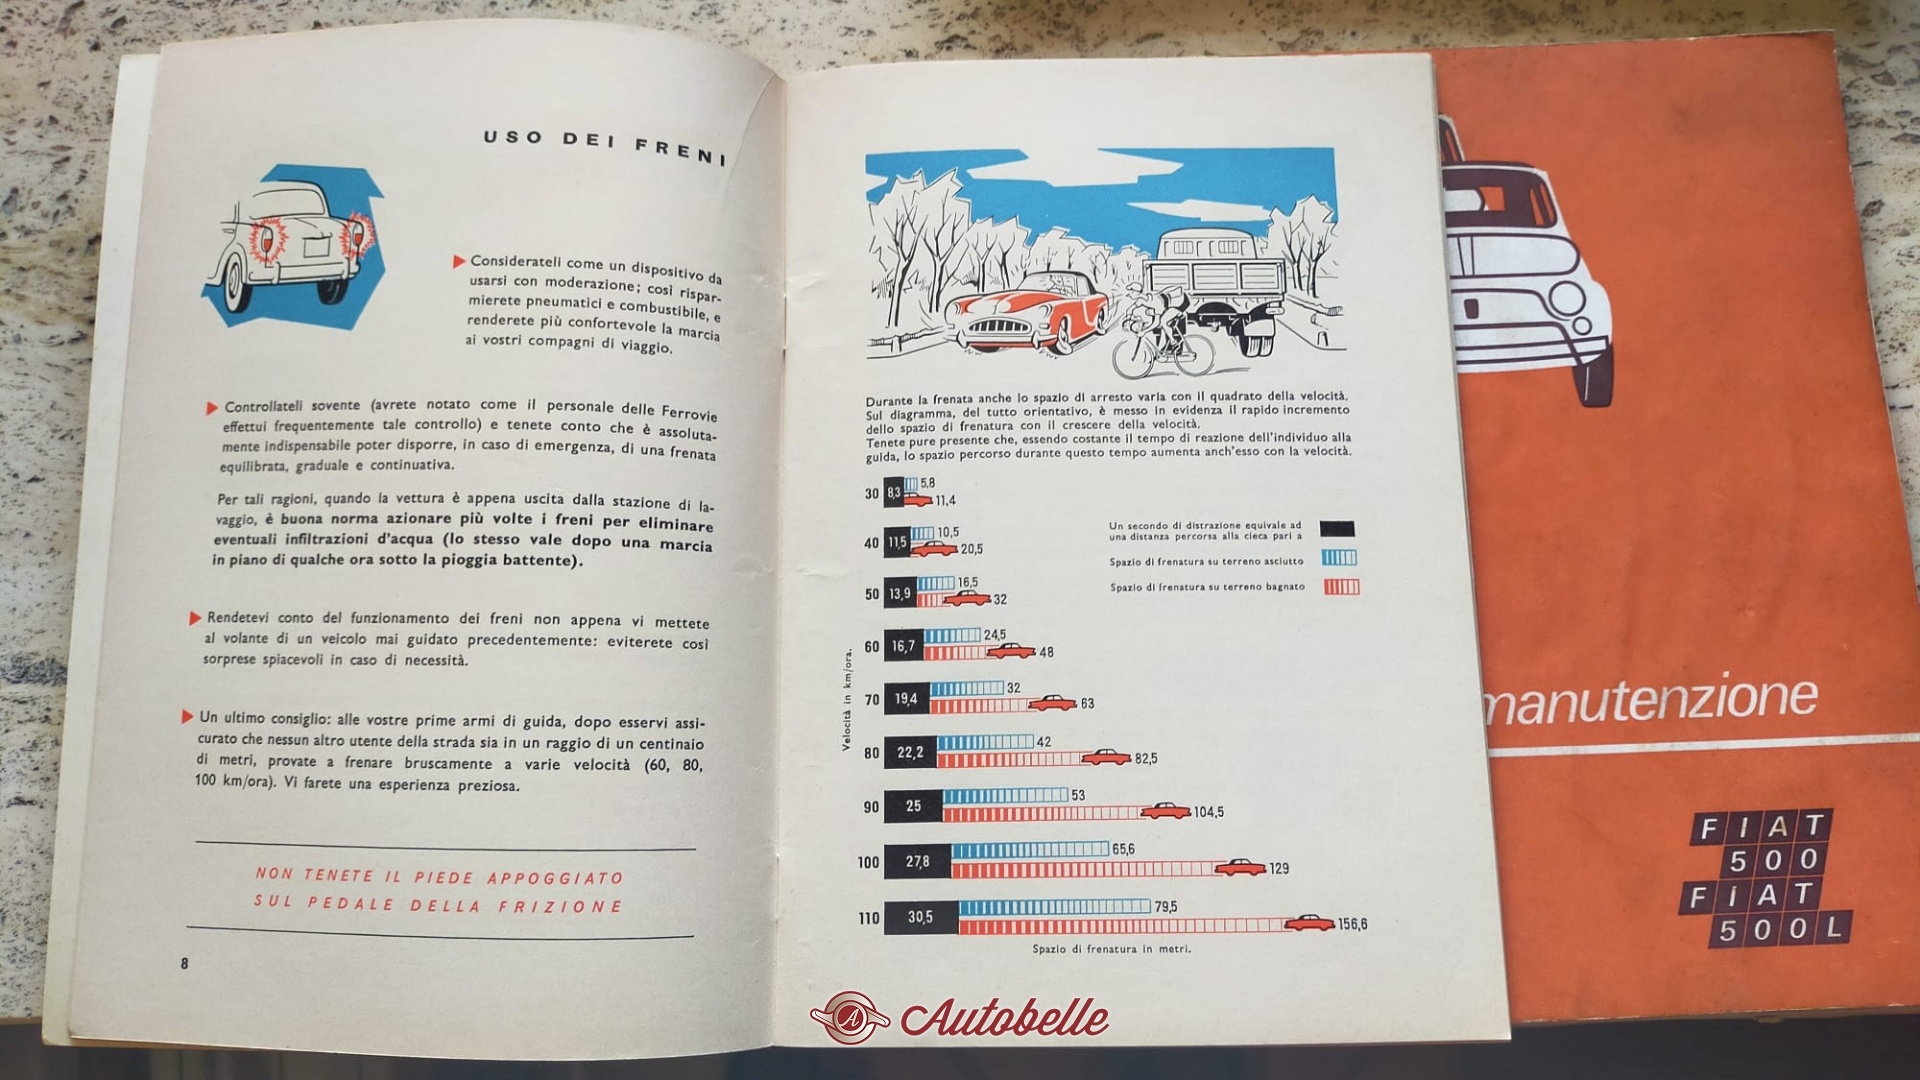 USO DEI FRENI
Considerateli come un dispositivo da
usarsi con moderazione; così rispar-
mierete pneumatici e combustibile, e
renderete più confortevole la marcia
ai vostri compagni di viaggio.
Controllateli sovente (avrete notato come il personale delle Ferrovie
effettui frequentemente tale controllo) e tenete conto che è assoluta-
mente indispensabile poter disporre, in caso di emergenza, di una frenata
equilibrata, graduale e continuativa.
Per tali ragioni, quando la vettura è appena uscita dalla stazione di la-
vaggio, è buona norma azionare più volte i freni per eliminare
eventuali infiltrazioni d'acqua (lo stesso vale dopo una marcia
in piano di qualche ora sotto la pioggia battente).
Rendetevi conto del funzionamento dei freni non appena vi mettete
al volante di un veicolo mai guidato precedentemente: eviterete così
sorprese spiacevoli in caso di necessità.
Un ultimo consiglio: alle vostre prime armi di guida, dopo esservi assi-
curato che nessun altro utente della strada sia in un raggio di un centinaio
di metri, provate a frenare bruscamente a varie velocità (60, 80,
100 km/ora). Vi farete una esperienza preziosa.
NON TENETE IL PIEDE APPOGGIATO
SUL PEDALE DELLA FRIZIONE
8
Durante la frenata anche lo spazio di arresto varia con il quadrato della velocità.
Sul diagramma, del tutto orientativo, è messo in evidenza il rapido incremento
dello spazio di frenatura con il crescere della velocità.
Tenete pure presente che, essendo costante il tempo di reazione dell'individuo alla
guida, lo spazio percorso durante questo tempo aumenta anch'esso con la velocità.
30 8,3 5,8
11,4
40 11,5 10,5
20,5
50 13,9 16,5
32
60 16,7 24,5
48
70 19,4 32
63
80 22,2 42
82,5
90 25 53
104,5
100 27,8 65,6
129
110 30,5 79,5
156,6
Velocità in km/ora.
Spazio di frenatura in metri.
Un secondo di distrazione equivale ad
una distanza percorsa alla cieca pari a
Spazio di frenatura su terreno asciutto
Spazio di frenatura su terreno bagnato
manutenzione
FIAT
500
FIAT
500L
A Autobelle